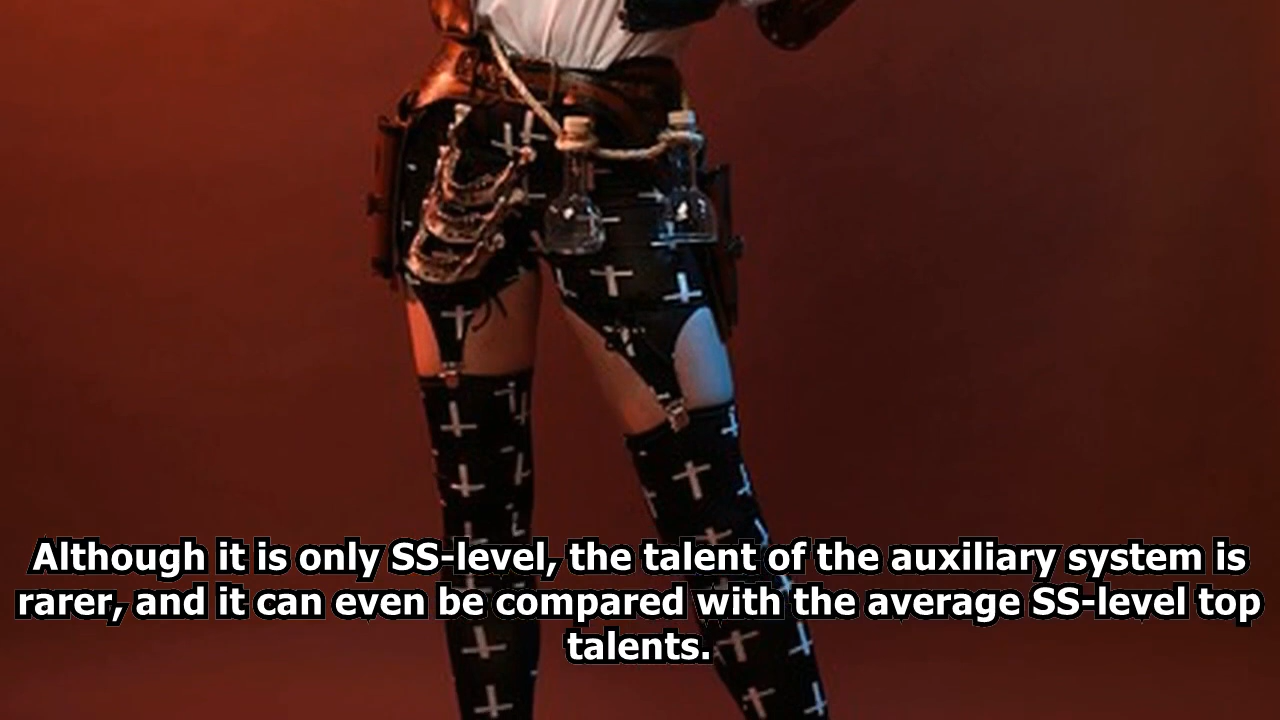 Although it is only SS-level, the talent of the auxiliary system is
rarer, and it can even be compared with the average SS-level top
talents.